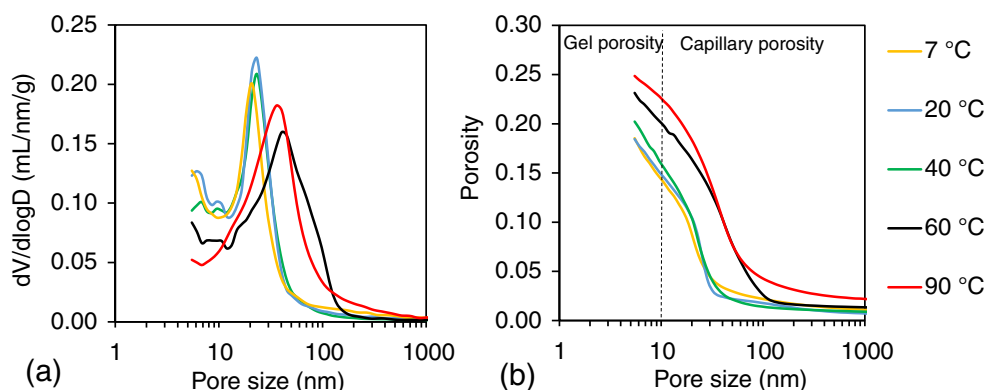 dV/dlogD (mL/nm/g)
0.25
0.20
0.15
0.10
0.05
0.00
1
10
100
1000
Pore size (nm)
(a)
Porosity
0.30
0.25
0.20
0.15
0.10
0.05
0.00
Gel porosity
Capillary porosity
1
10
100
1000
Pore size (nm)
(b)
7 °C
20 °C
40 °C
60 °C
90 °C